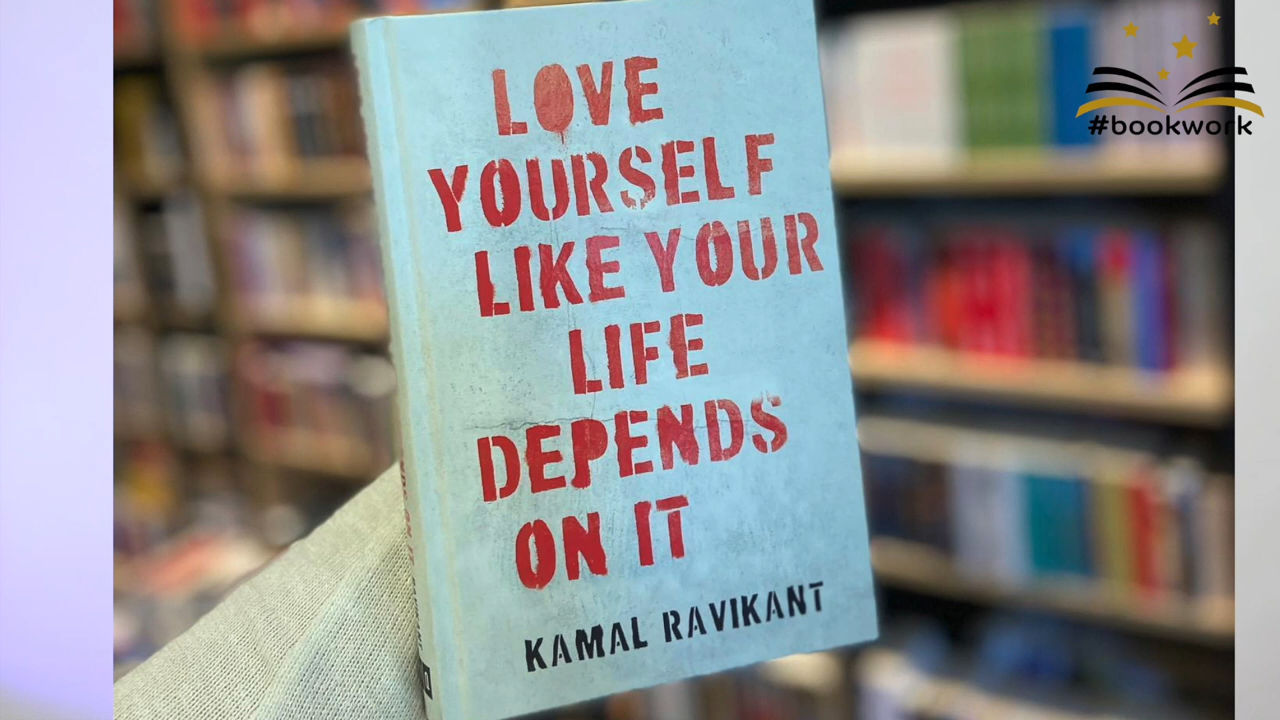 LOVE
YOURSELF
LIKE YOUR
LIFE
DEPENDS
ON IT
KAMAL RAVIKANT
#bookwork